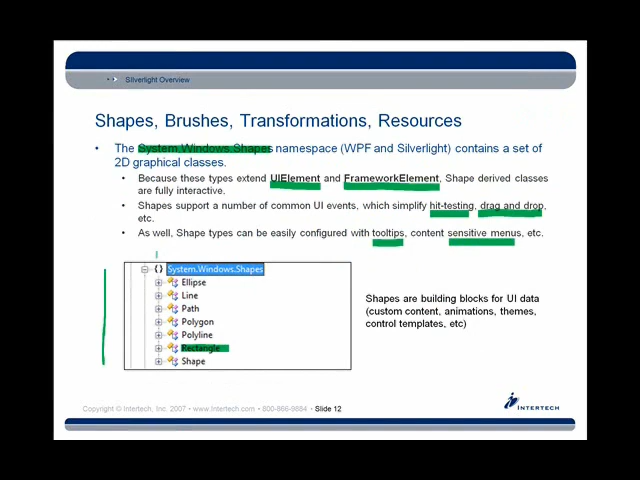 Silverlight Overview
Shapes, Brushes, Transformations, Resources
• The System.Windows.Shapes namespace (WPF and Silverlight) contains a set of
2D graphical classes.
• Because these types extend UIElement and FrameworkElement, Shape derived classes
are fully interactive.
• Shapes support a number of common UI events, which simplify hit-testing, drag and drop,
etc.
• As well, Shape types can be easily configured with tooltips, content sensitive menus, etc.
{} System.Windows.Shapes
Ellipse
Line
Path
Polygon
Polyline
Rectangle
Shape
Shapes are building blocks for UI data
(custom content, animations, themes,
control templates, etc)
Copyright © Intertech, Inc. 2007 • www.Intertech.com • 800-866-9884 • Slide 12
INTERTECH